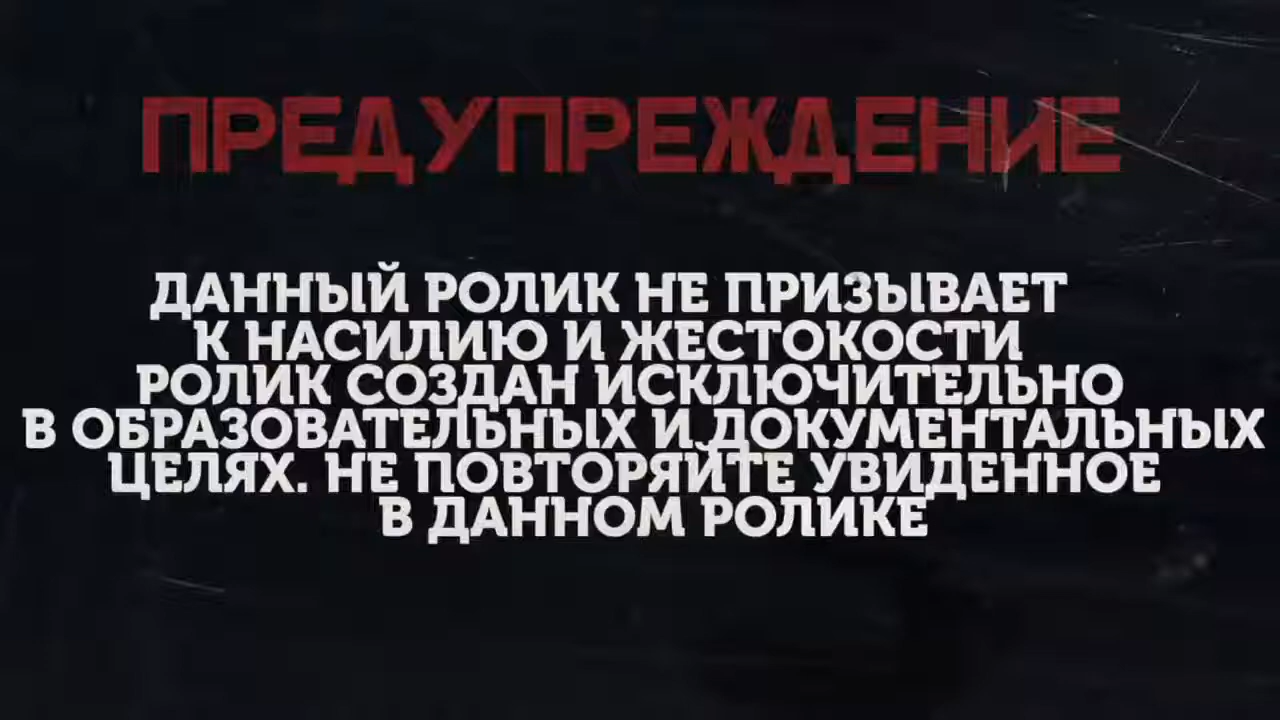 ПРЕДУПРЕЖДЕНИЕ
ДАННЫЙ РОЛИК НЕ ПРИЗЫВАЕТ
К НАСИЛИЮ И ЖЕСТОКОСТИ
РОЛИК СОЗДАН ИСКЛЮЧИТЕЛЬНО
В ОБРАЗОВАТЕЛЬНЫХ И ДОКУМЕНТАЛЬНЫХ
ЦЕЛЯХ. НЕ ПОВТОРЯЙТЕ УВИДЕННОЕ
В ДАННОМ РОЛИКЕ